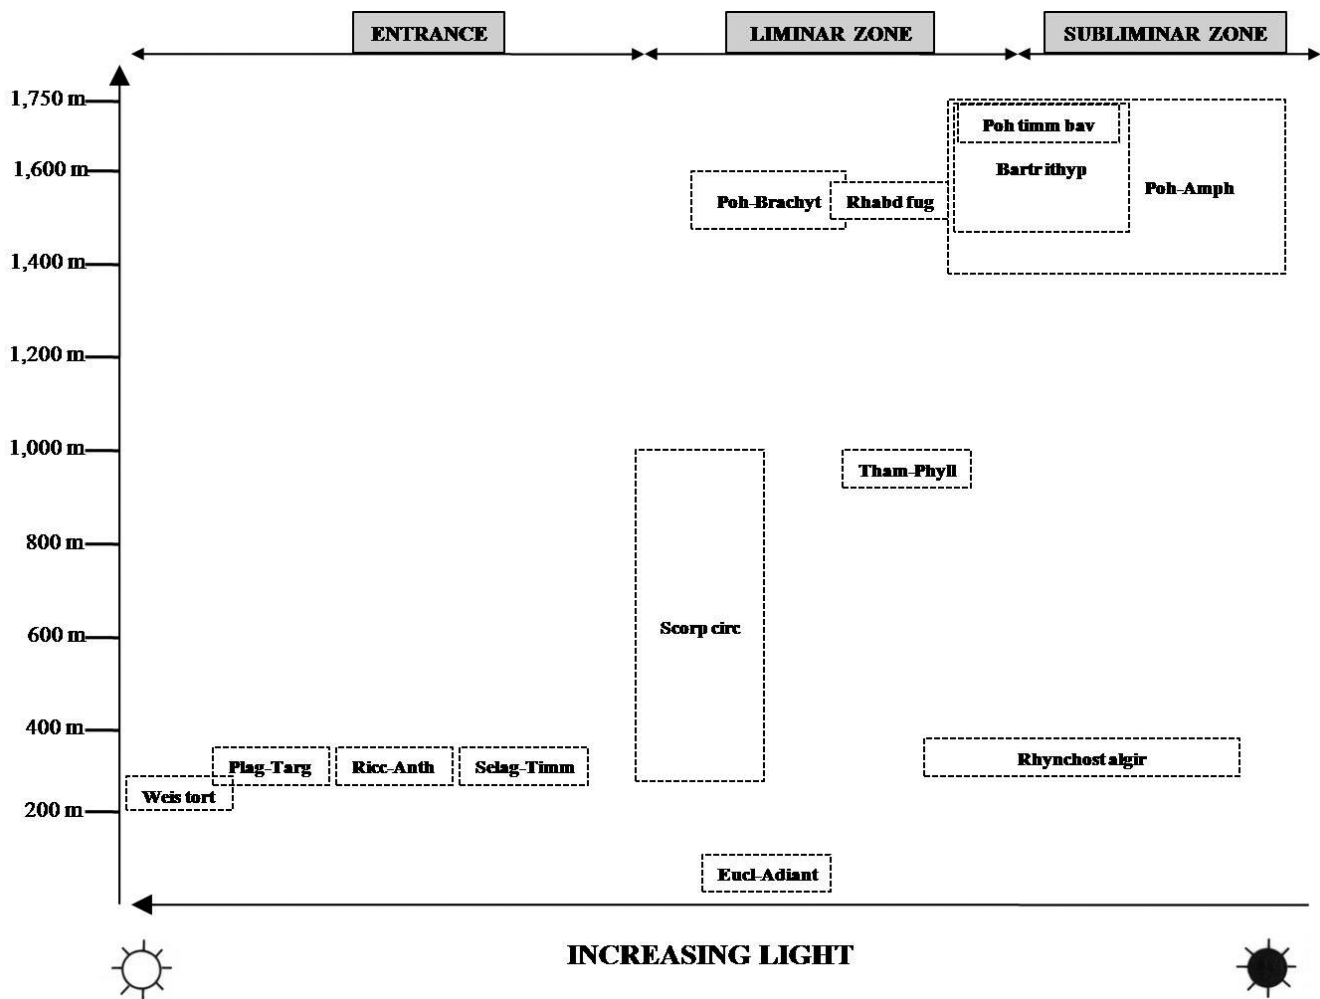 ENTRANCE
LIMINAR ZONE
SUBLIMINAR ZONE
1,750 m
Poh timm bav
1,600 m
Bartr ithyp
Poh-Amph
Poh-Brachyt
Rhabd fug
1,400 m
1,200 m
1,000 m
Tham-Phyll
800 m
600 m
Scorp circ
400 m
Plag-Targ
Ricc-Anth
Selag-Timm
Rhynchost algir
Weis tort
200 m
Eucl-Adiant
INCREASING LIGHT